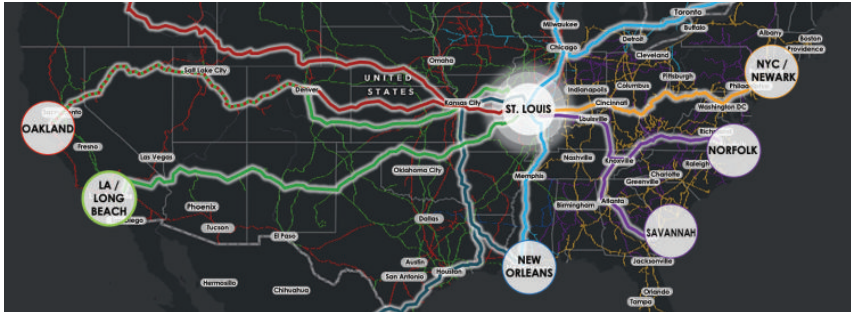 Milwaukee
Toronto
Buffalo
Detroit
Albany
Boston
Providence
Chicago
Cleveland
Omaha
Salt Lake City
UNITED
STATES
Pittsburgh
NYC /
NEWARK
Denver
Kansas City
ST. LOUIS
Indianapolis
Columbus
Cincinnati
Washington DC
OAKLAND
Louisville
Richmond
Fresno
Las Vegas
Oklahoma City
Memphis
Nashville
Knoxville
Raleigh
NORFOLK
Charlotte
Greenville
LA /
LONG
BEACH
Phoenix
Tucson
El Paso
Dallas
Birmingham
Atlanta
SAVANNAH
Austin
San Antonio
Houston
NEW
ORLEANS
Jacksonville
Hermosillo
Chihuahua
Orlando
Tampa